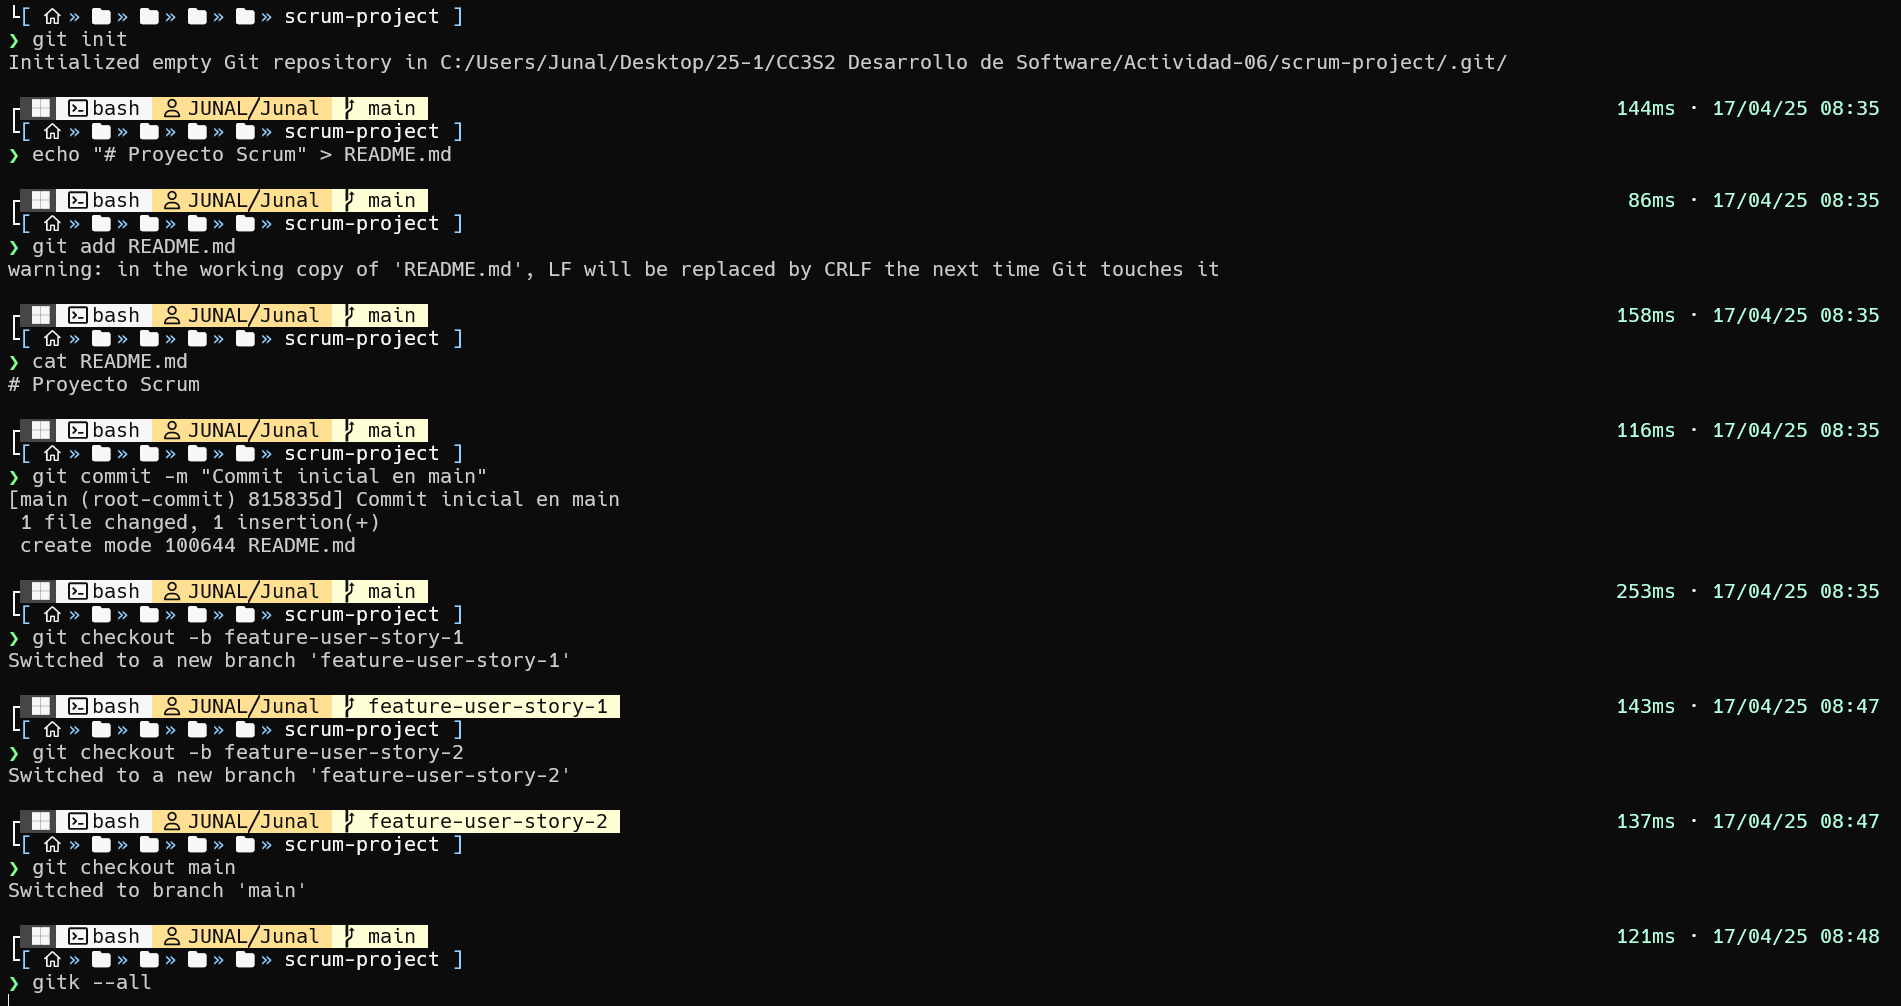 [ » » » » » scrum-project ]
❯ git init
Initialized empty Git repository in C:/Users/Junal/Desktop/25-1/CC3S2 Desarrollo de Software/Actividad-06/scrum-project/.git/
bash JUNAL/Junal main 144ms · 17/04/25 08:35
[ » » » » » scrum-project ]
❯ echo "# Proyecto Scrum" > README.md
bash JUNAL/Junal main 86ms · 17/04/25 08:35
[ » » » » » scrum-project ]
❯ git add README.md
warning: in the working copy of 'README.md', LF will be replaced by CRLF the next time Git touches it
bash JUNAL/Junal main 158ms · 17/04/25 08:35
[ » » » » » scrum-project ]
❯ cat README.md
# Proyecto Scrum
bash JUNAL/Junal main 116ms · 17/04/25 08:35
[ » » » » » scrum-project ]
❯ git commit -m "Commit inicial en main"
[main (root-commit) 815835d] Commit inicial en main
1 file changed, 1 insertion(+)
create mode 100644 README.md
bash JUNAL/Junal main 253ms · 17/04/25 08:35
[ » » » » » scrum-project ]
❯ git checkout -b feature-user-story-1
Switched to a new branch 'feature-user-story-1'
bash JUNAL/Junal feature-user-story-1 143ms · 17/04/25 08:47
[ » » » » » scrum-project ]
❯ git checkout -b feature-user-story-2
Switched to a new branch 'feature-user-story-2'
bash JUNAL/Junal feature-user-story-2 137ms · 17/04/25 08:47
[ » » » » » scrum-project ]
❯ git checkout main
Switched to branch 'main'
bash JUNAL/Junal main 121ms · 17/04/25 08:48
[ » » » » » scrum-project ]
❯ gitk --all